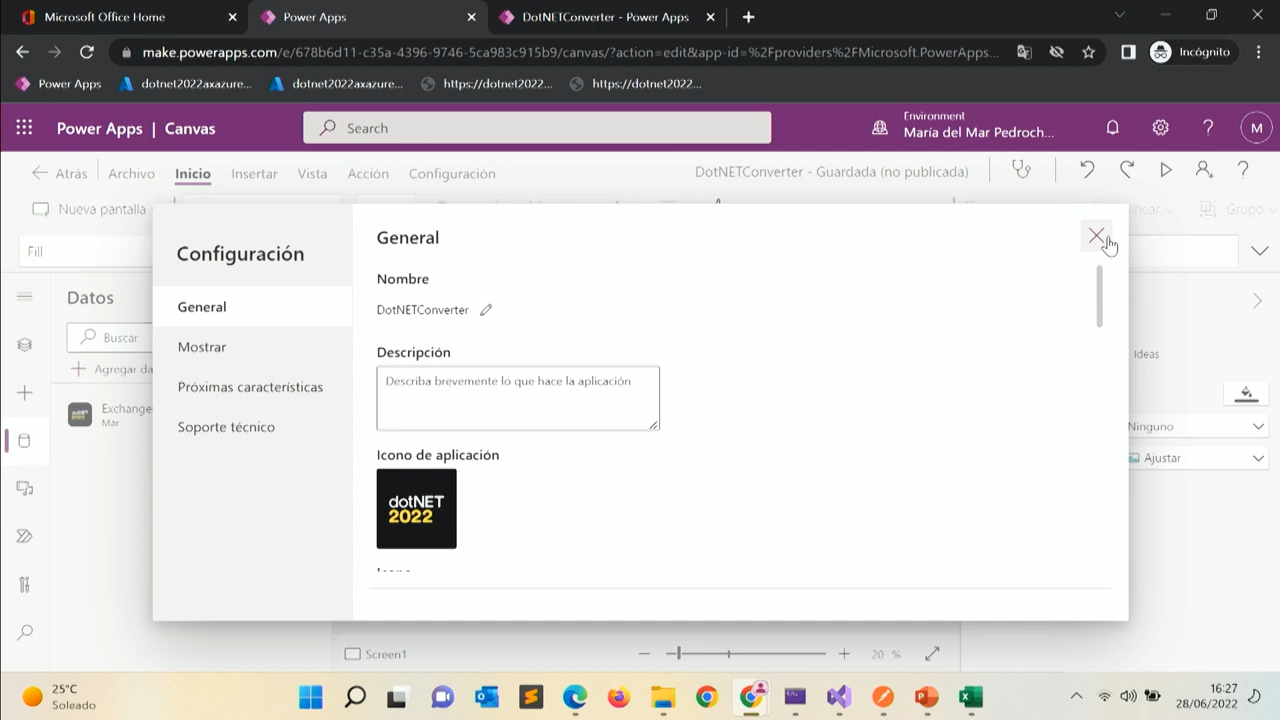 Microsoft Office Home
Power Apps
DotNETConverter - Power Apps
make.powerapps.com/e/678b6d11-c35a-4396-9746-5ca983c915b9/canvas/?action=edit&app-id=%2Fproviders%2FMicrosoft.PowerApps...
Incógnito
Power Apps
dotnet2022axazure...
dotnet2022axazure...
https://dotnet2022...
https://dotnet2022...
Power Apps | Canvas
Search
Environment
María del Mar Pedroch...
M
Atrás
Archivo
Inicio
Insertar
Vista
Acción
Configuración
DotNETConverter - Guardada (no publicada)
Nueva pantalla
Grupo
Fill
Datos
Buscar
Agregar da
Exchange
Mar
Configuración
General
Mostrar
Próximas características
Soporte técnico
General
Nombre
DotNETConverter
Descripción
Describa brevemente lo que hace la aplicación
Icono de aplicación
dotNET
2022
Ideas
Ninguno
Ajustar
Screen1
20 %
25°C
Soleado
16:27
28/06/2022